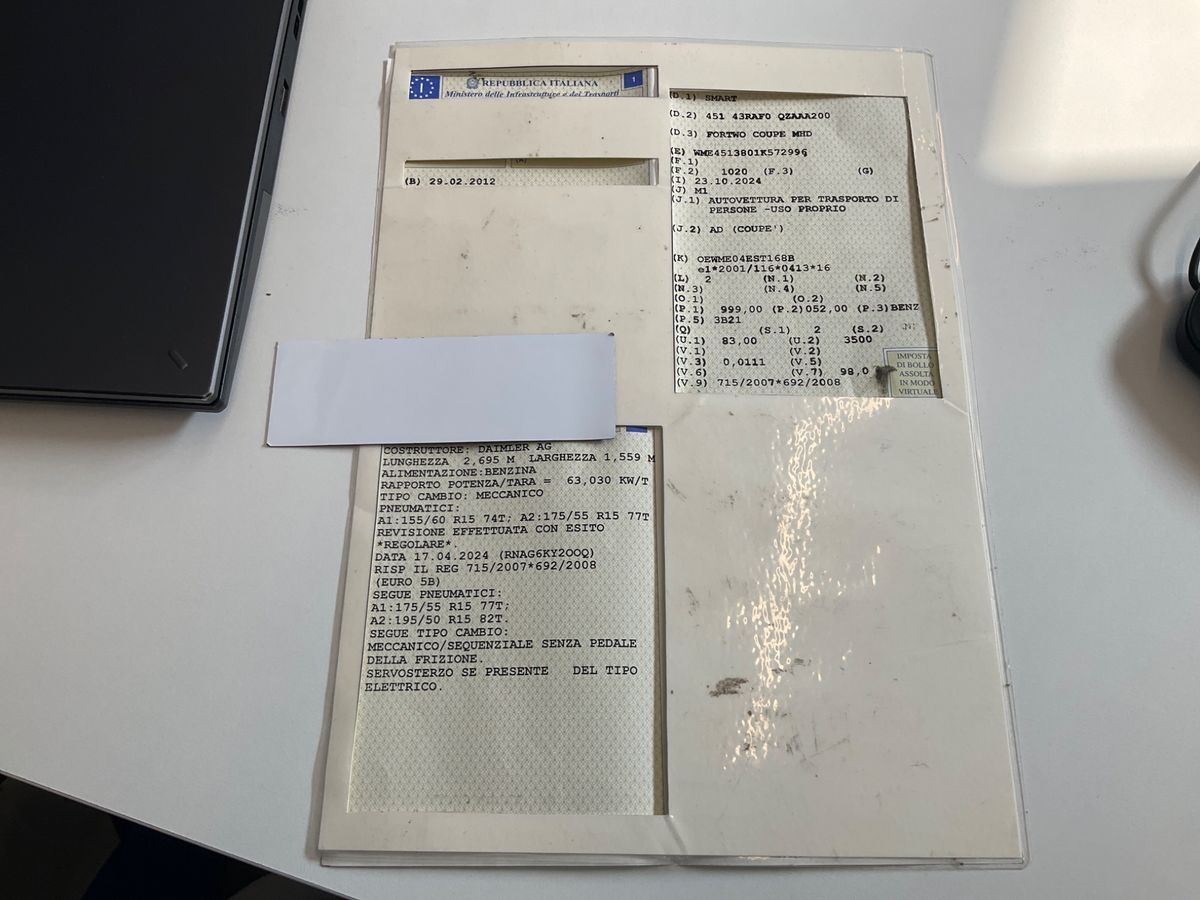 I
REPUBBLICA ITALIANA
1
Ministero delle Infrastrutture e dei Trasporti
(B) 29.02.2012
COSTRUTTORE: DAIMLER AG
LUNGHEZZA 2,695 M LARGHEZZA 1,559 M
ALIMENTAZIONE:BENZINA
RAPPORTO POTENZA/TARA = 63,030 KW/T
TIPO CAMBIO: MECCANICO
PNEUMATICI:
A1:155/60 R15 74T; A2:175/55 R15 77T
REVISIONE EFFETTUATA CON ESITO
*REGOLARE*.
DATA 17.04.2024 (RNAG6KY2OOQ)
RISP IL REG 715/2007*692/2008
(EURO 5B)
SEGUE PNEUMATICI:
A1:175/55 R15 77T;
A2:195/50 R15 82T.
SEGUE TIPO CAMBIO:
MECCANICO/SEQUENZIALE SENZA PEDALE
DELLA FRIZIONE.
SERVOSTERZO SE PRESENTE DEL TIPO
ELETTRICO.
(D.1) SMART
(D.2) 451 43RAF0 QZAAA200
(D.3) FORTWO COUPE MHD
(E) WME4513801K572996
(F.1)
(F.2) 1020 (F.3) (G)
(I) 23.10.2024
(J) M1
(J.1) AUTOVETTURA PER TRASPORTO DI
PERSONE -USO PROPRIO
(J.2) AD (COUPE')
(K) OEWME04EST168B
e1*2001/116*0413*16
(L) 2 (N.1) (N.2)
(N.3) (N.4) (N.5)
(O.1) (O.2)
(P.1) 999,00 (P.2)052,00 (P.3)BENZ
(P.5) 3B21
(Q) (S.1) 2 (S.2)
(U.1) 83,00 (U.2) 3500
(V.1) (V.2)
(V.3) 0,0111 (V.5)
(V.6) (V.7) 98,0
(V.9) 715/2007*692/2008
IMPOSTA
DI BOLLO
ASSOLTA
IN MODO
VIRTUALE